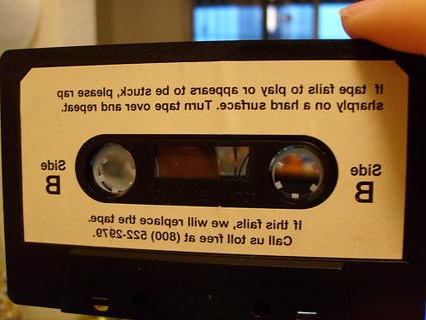 If tape fails to play or appears to be stuck, please rap
sharply on a hard surface. Turn tape over and repeat.
Side
B
Side
B
If this fails, we will replace the tape.
Call us toll free at (800) 522-2979.